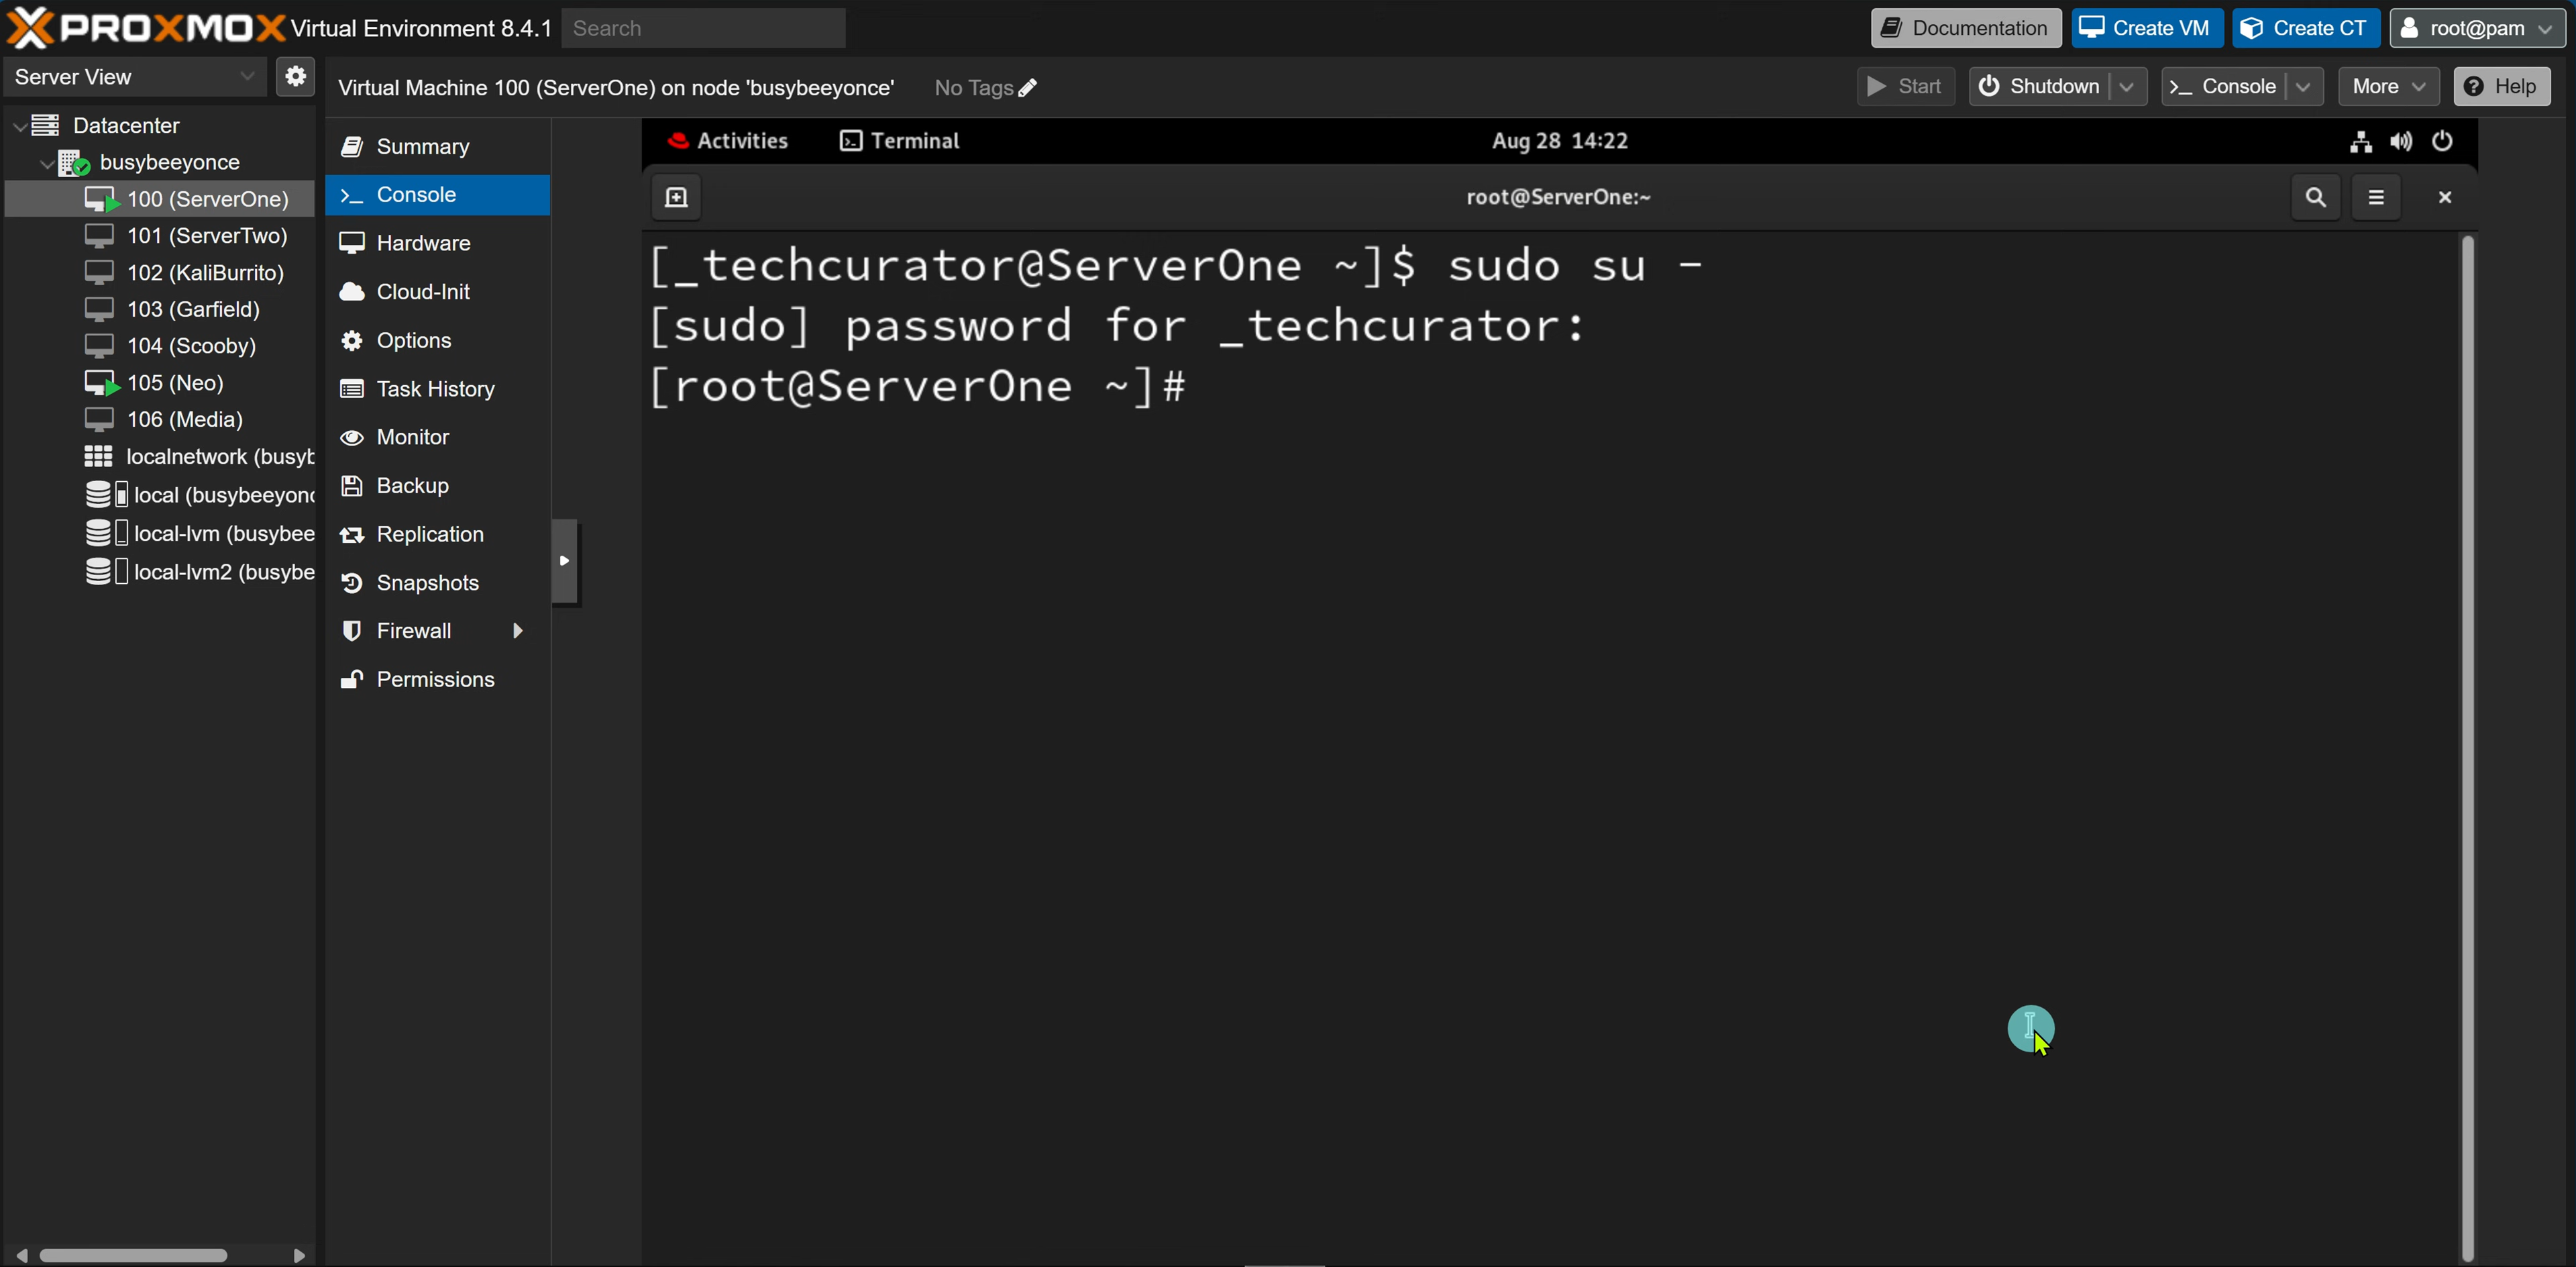 PROXMOX Virtual Environment 8.4.1
Search
Documentation
Create VM
Create CT
root@pam
Server View
Virtual Machine 100 (ServerOne) on node 'busybeeyonce'
No Tags
Start
Shutdown
Console
More
Help
Datacenter
busybeeyonce
100 (ServerOne)
101 (ServerTwo)
102 (KaliBurrito)
103 (Garfield)
104 (Scooby)
105 (Neo)
106 (Media)
localnetwork (busyb
local (busybeeyonc
local-lvm (busybee
local-lvm2 (busybe
Summary
Console
Hardware
Cloud-Init
Options
Task History
Monitor
Backup
Replication
Snapshots
Firewall
Permissions
Activities
Terminal
Aug 28 14:22
root@ServerOne:~
[_techcurator@ServerOne ~]$ sudo su -
[sudo] password for _techcurator:
[root@ServerOne ~]#